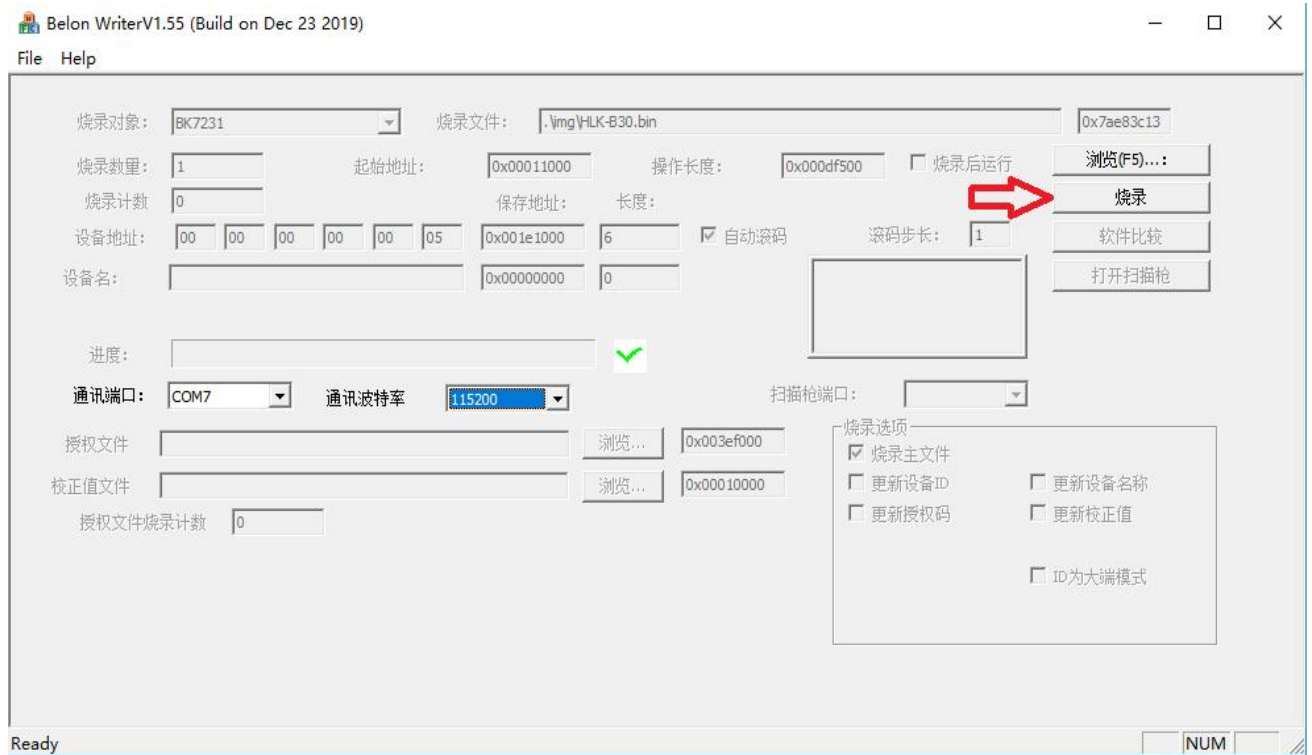 Belon WriterV1.55 (Build on Dec 23 2019)
File Help
烧录对象: BK7231 烧录文件: .\img\HLK-B30.bin 0x7ae83c13
烧录数量: 1 起始地址: 0x00011000 操作长度: 0x000df500 烧录后运行 浏览(F5)...:
烧录计数 0 保存地址: 长度: 烧录
设备地址: 00 00 00 00 00 05 0x001e1000 6 自动滚码 滚码步长: 1 软件比较
设备名: 0x00000000 0 打开扫描枪
进度:
通讯端口: COM7 通讯波特率 115200 扫描枪端口:
授权文件 浏览... 0x003ef000 烧录选项
烧录主文件
校正值文件 浏览... 0x00010000 更新设备ID 更新设备名称
授权文件烧录计数 0 更新授权码 更新校正值
ID为大端模式
Ready NUM